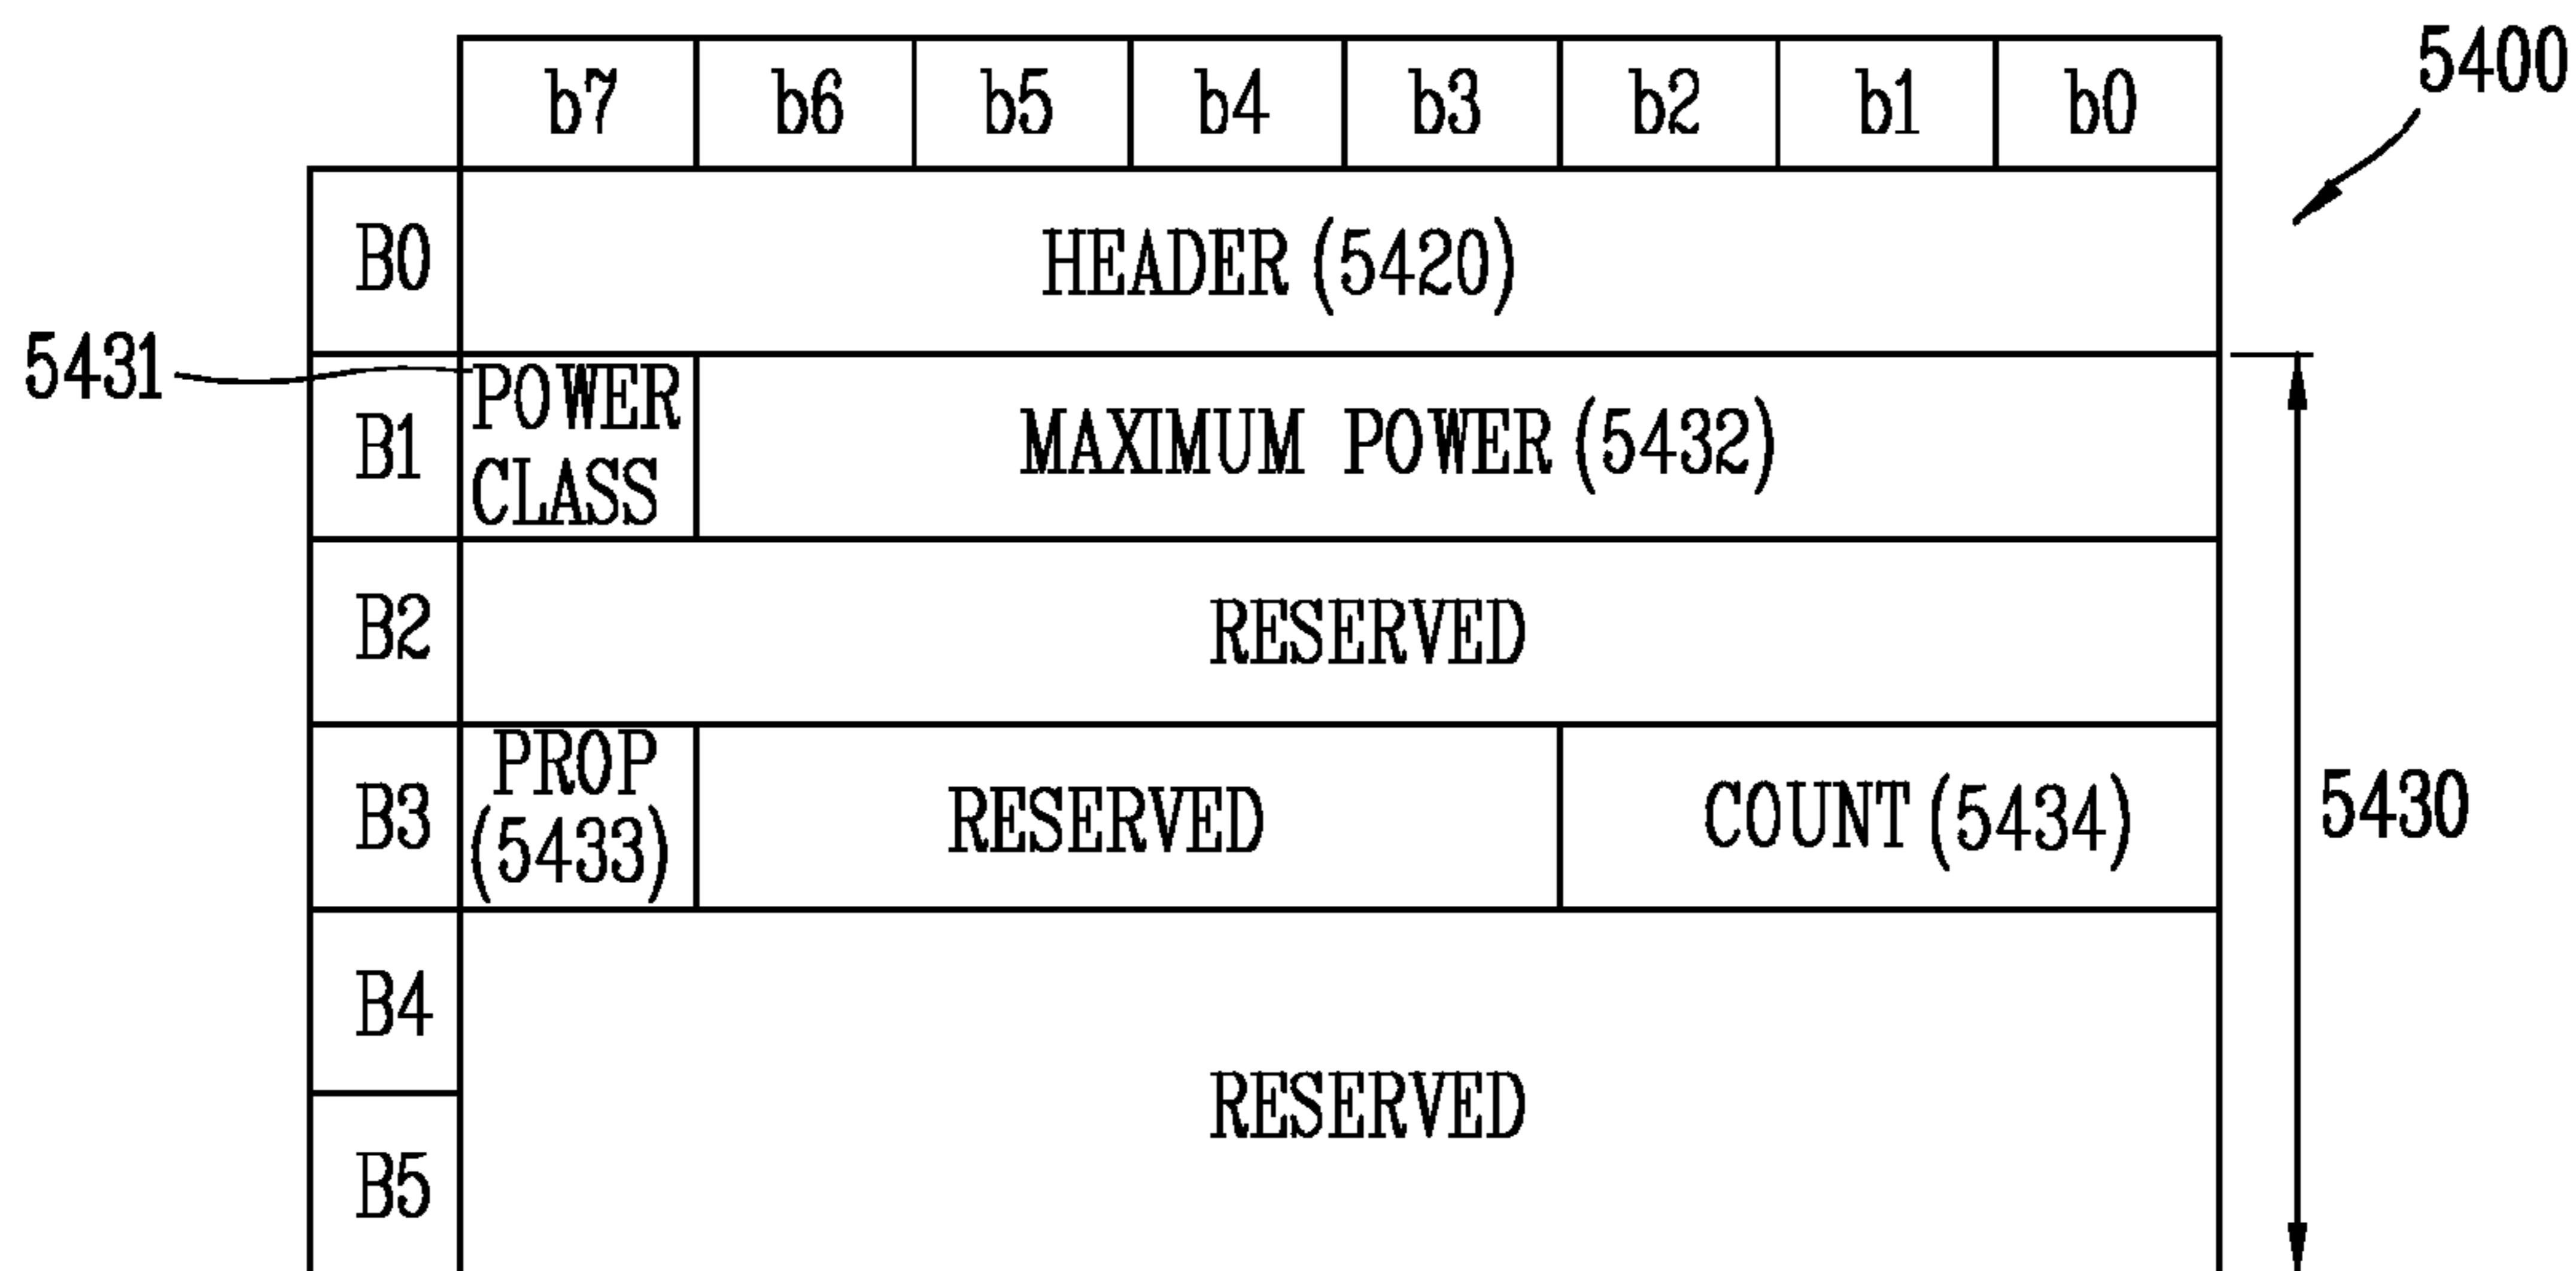 b7 b6 b5 b4 b3 b2 b1 b0
5400
B0 HEADER (5420)
5431
B1 POWER CLASS MAXIMUM POWER (5432)
B2 RESERVED
B3 PROP (5433) RESERVED COUNT (5434)
5430
B4
RESERVED
B5